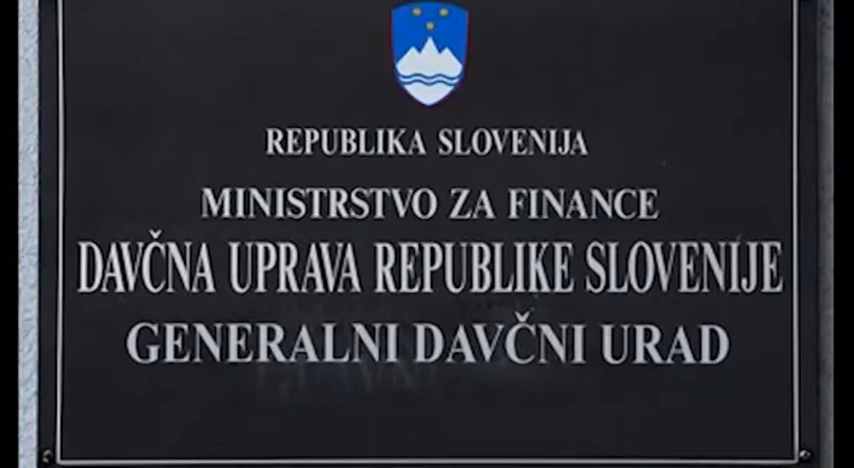 REPUBLIKA SLOVENIJA
MINISTRSTVO ZA FINANCE
DAVČNA UPRAVA REPUBLIKE SLOVENIJE
GENERALNI DAVČNI URAD